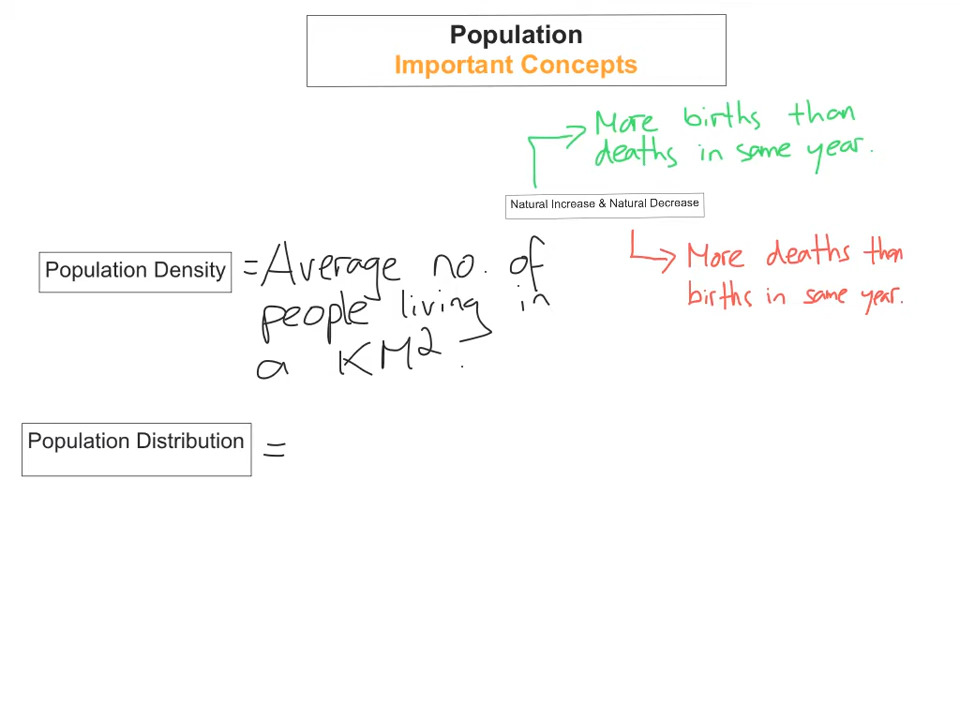 Population
Important Concepts
More births than
deaths in same year.
Natural Increase & Natural Decrease
More deaths than
births in same year.
Population Density
= Average no. of
people living in
a KM².
Population Distribution
=